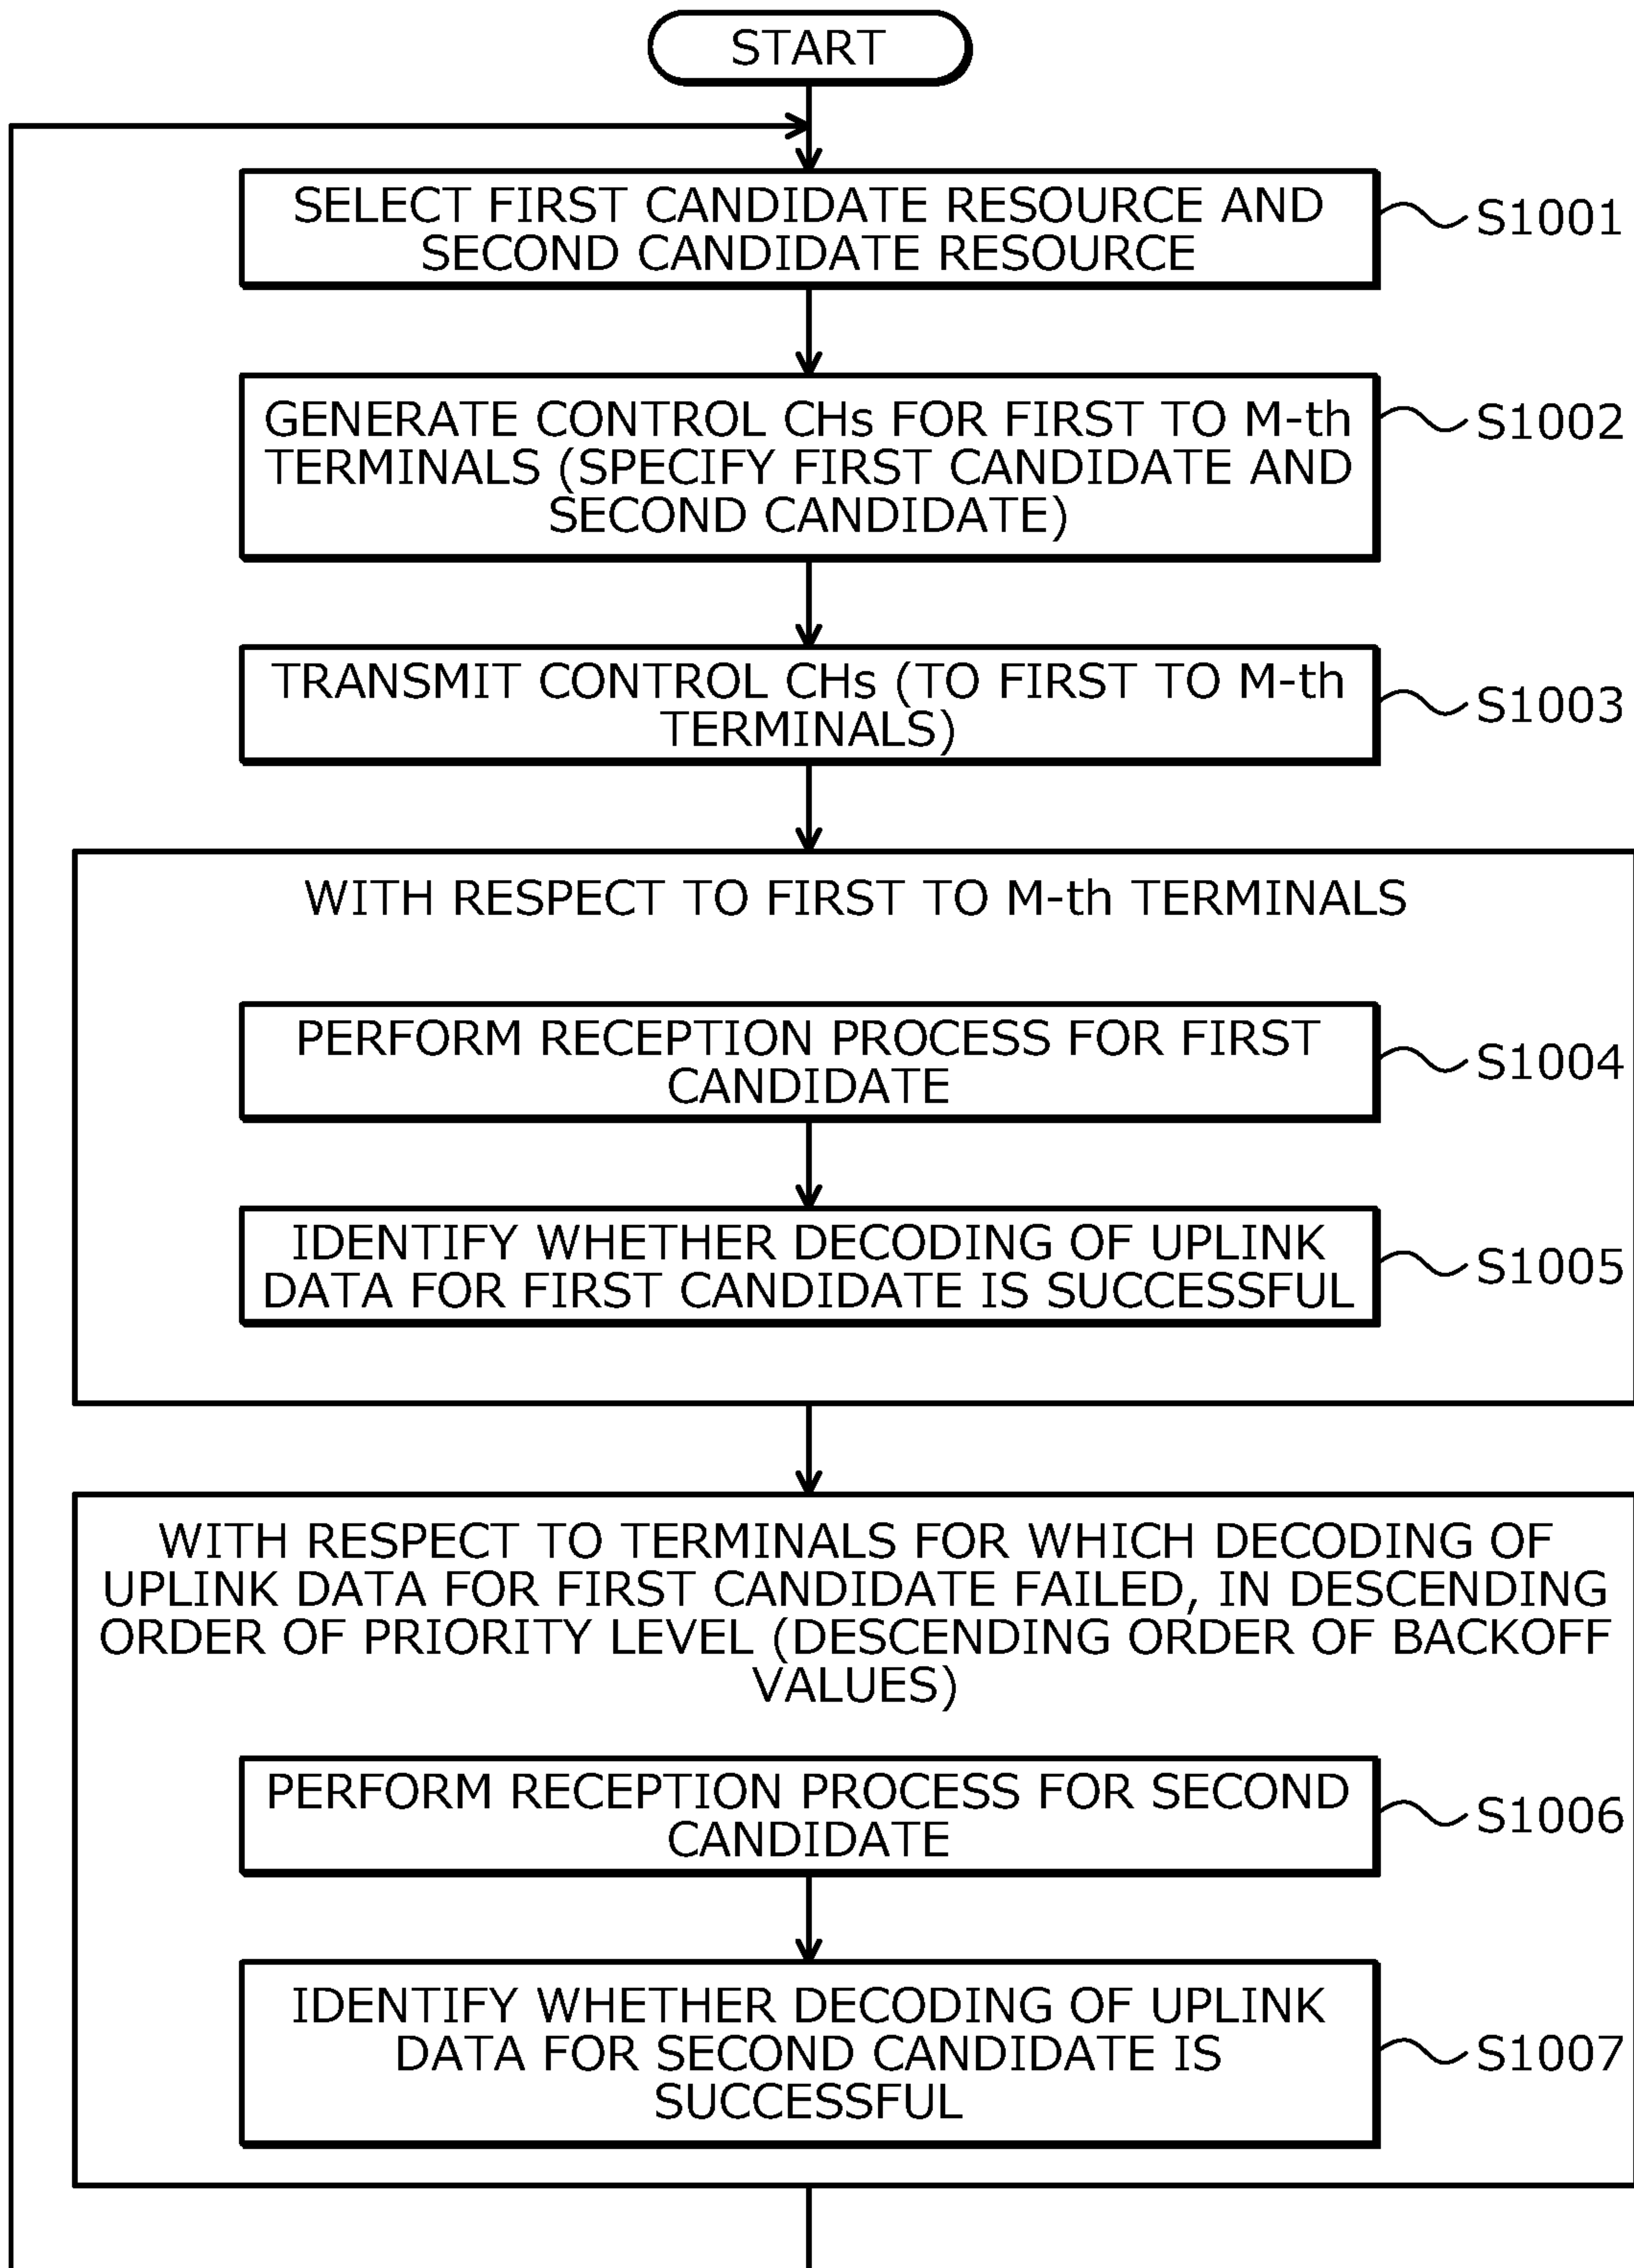 START
SELECT FIRST CANDIDATE RESOURCE AND
SECOND CANDIDATE RESOURCE
S1001
GENERATE CONTROL CHs FOR FIRST TO M-th
TERMINALS (SPECIFY FIRST CANDIDATE AND
SECOND CANDIDATE)
S1002
TRANSMIT CONTROL CHs (TO FIRST TO M-th
TERMINALS)
S1003
WITH RESPECT TO FIRST TO M-th TERMINALS
PERFORM RECEPTION PROCESS FOR FIRST
CANDIDATE
S1004
IDENTIFY WHETHER DECODING OF UPLINK
DATA FOR FIRST CANDIDATE IS SUCCESSFUL
S1005
WITH RESPECT TO TERMINALS FOR WHICH DECODING OF
UPLINK DATA FOR FIRST CANDIDATE FAILED, IN DESCENDING
ORDER OF PRIORITY LEVEL (DESCENDING ORDER OF BACKOFF
VALUES)
PERFORM RECEPTION PROCESS FOR SECOND
CANDIDATE
S1006
IDENTIFY WHETHER DECODING OF UPLINK
DATA FOR SECOND CANDIDATE IS
SUCCESSFUL
S1007